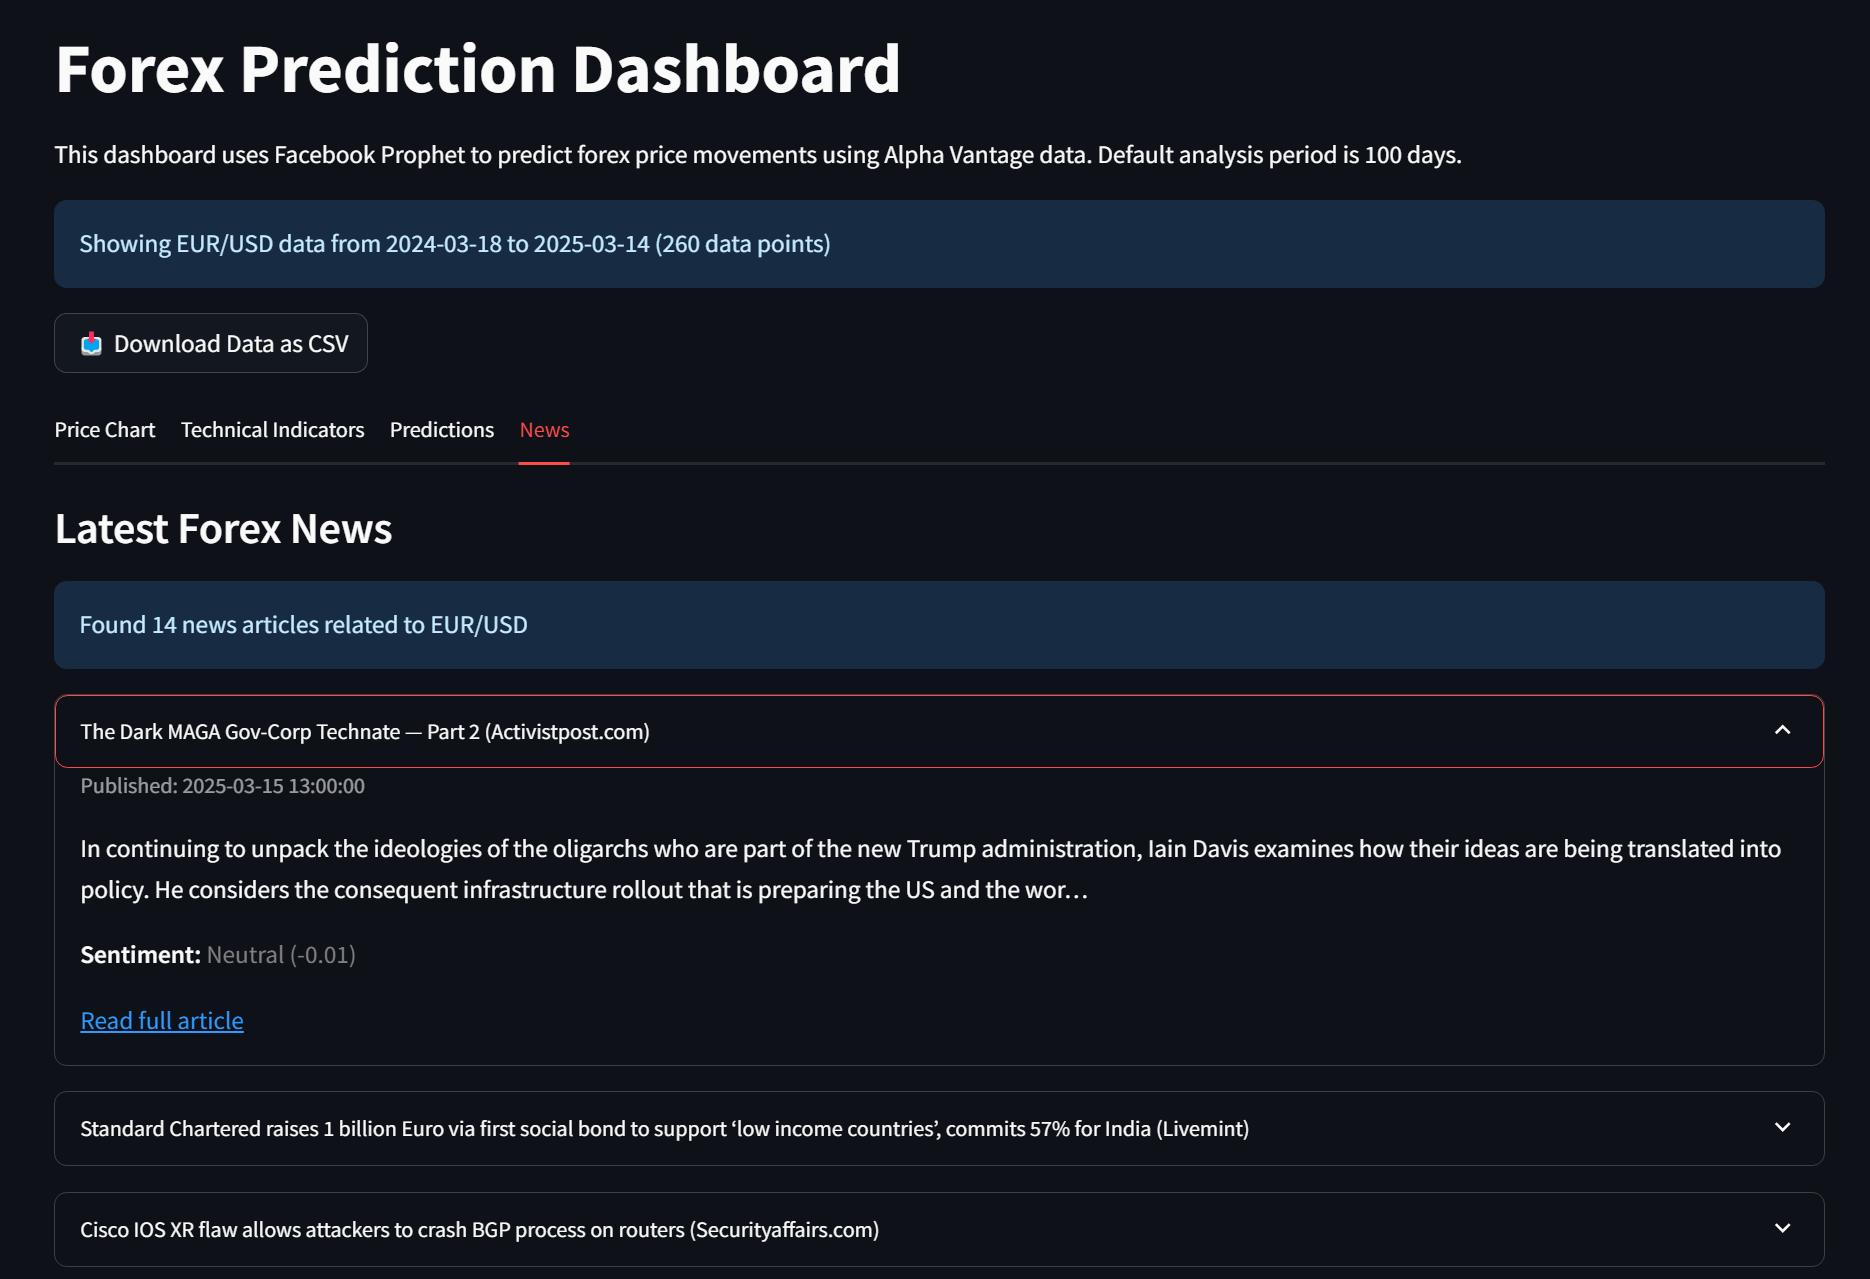 Forex Prediction Dashboard
This dashboard uses Facebook Prophet to predict forex price movements using Alpha Vantage data. Default analysis period is 100 days.
Showing EUR/USD data from 2024-03-18 to 2025-03-14 (260 data points)
Download Data as CSV
Price Chart Technical Indicators Predictions News
Latest Forex News
Found 14 news articles related to EUR/USD
The Dark MAGA Gov-Corp Technate — Part 2 (Activistpost.com)
Published: 2025-03-15 13:00:00
In continuing to unpack the ideologies of the oligarchs who are part of the new Trump administration, Iain Davis examines how their ideas are being translated into
policy. He considers the consequent infrastructure rollout that is preparing the US and the wor…
Sentiment: Neutral (-0.01)
Read full article
Standard Chartered raises 1 billion Euro via first social bond to support ‘low income countries’, commits 57% for India (Livemint)
Cisco IOS XR flaw allows attackers to crash BGP process on routers (Securityaffairs.com)